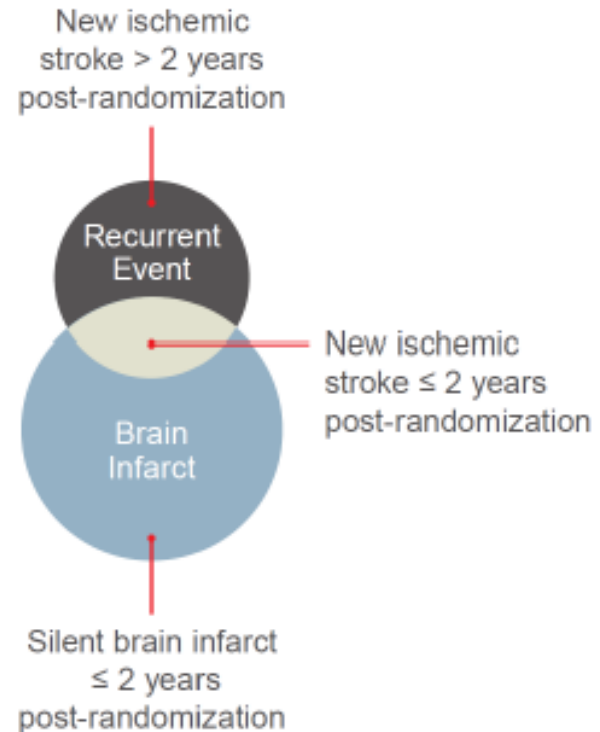 New ischemic
stroke > 2 years
post-randomization
Recurrent
Event
New ischemic
stroke ≤ 2 years
post-randomization
Brain
Infarct
Silent brain infarct
≤ 2 years
post-randomization